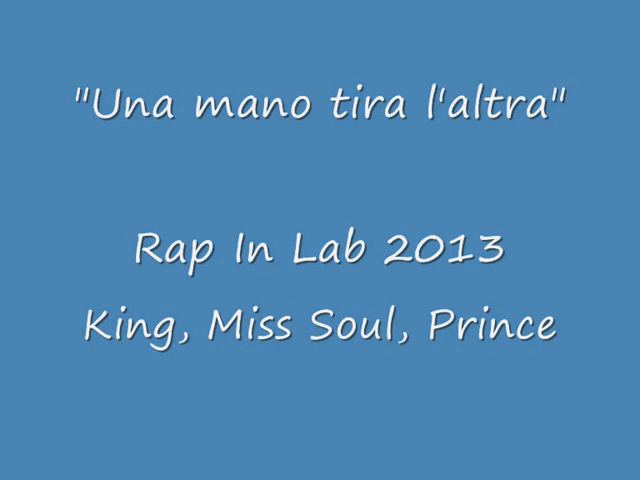 "Una mano tira l'altra"
Rap In Lab 2013
King, Miss Soul, Prince